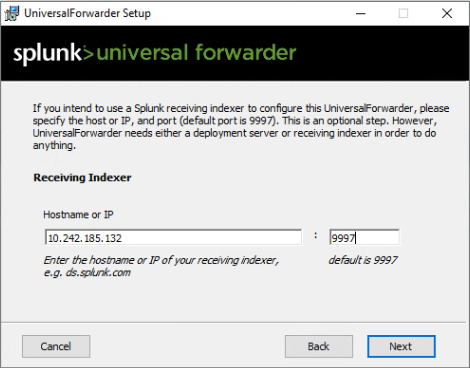 UniversalForwarder Setup
splunk>universal forwarder
If you intend to use a Splunk receiving indexer to configure this UniversalForwarder, please
specify the host or IP, and port (default port is 9997). This is an optional step. However,
UniversalForwarder needs either a deployment server or receiving indexer in order to do
anything.
Receiving Indexer
Hostname or IP
10.242.185.132 : 9997
Enter the hostname or IP of your receiving indexer, default is 9997
e.g. ds.splunk.com
Cancel Back Next